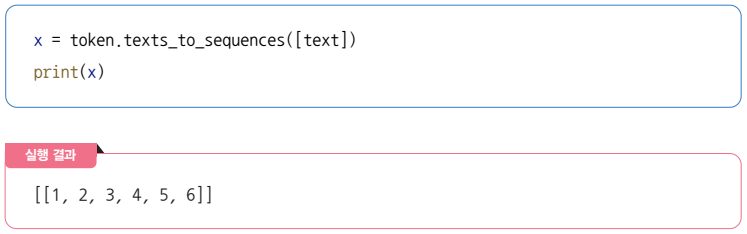 x = token.texts_to_sequences([text])
print(x)
실행 결과
[[1, 2, 3, 4, 5, 6]]